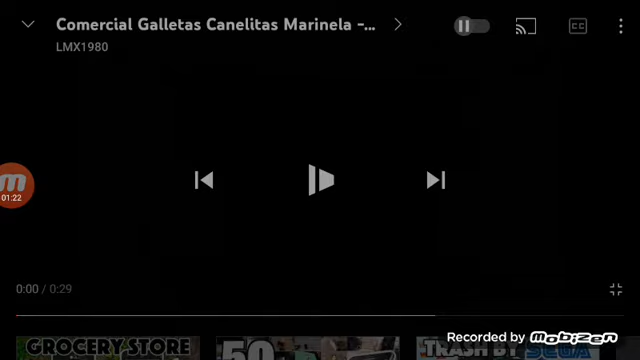 Comercial Galletas Canelitas Marinela -...
LMX1980
CC
01:22
0:00 / 0:29
Recorded by mobizen
GROCERY STORE
50
TRASH BY SEGA